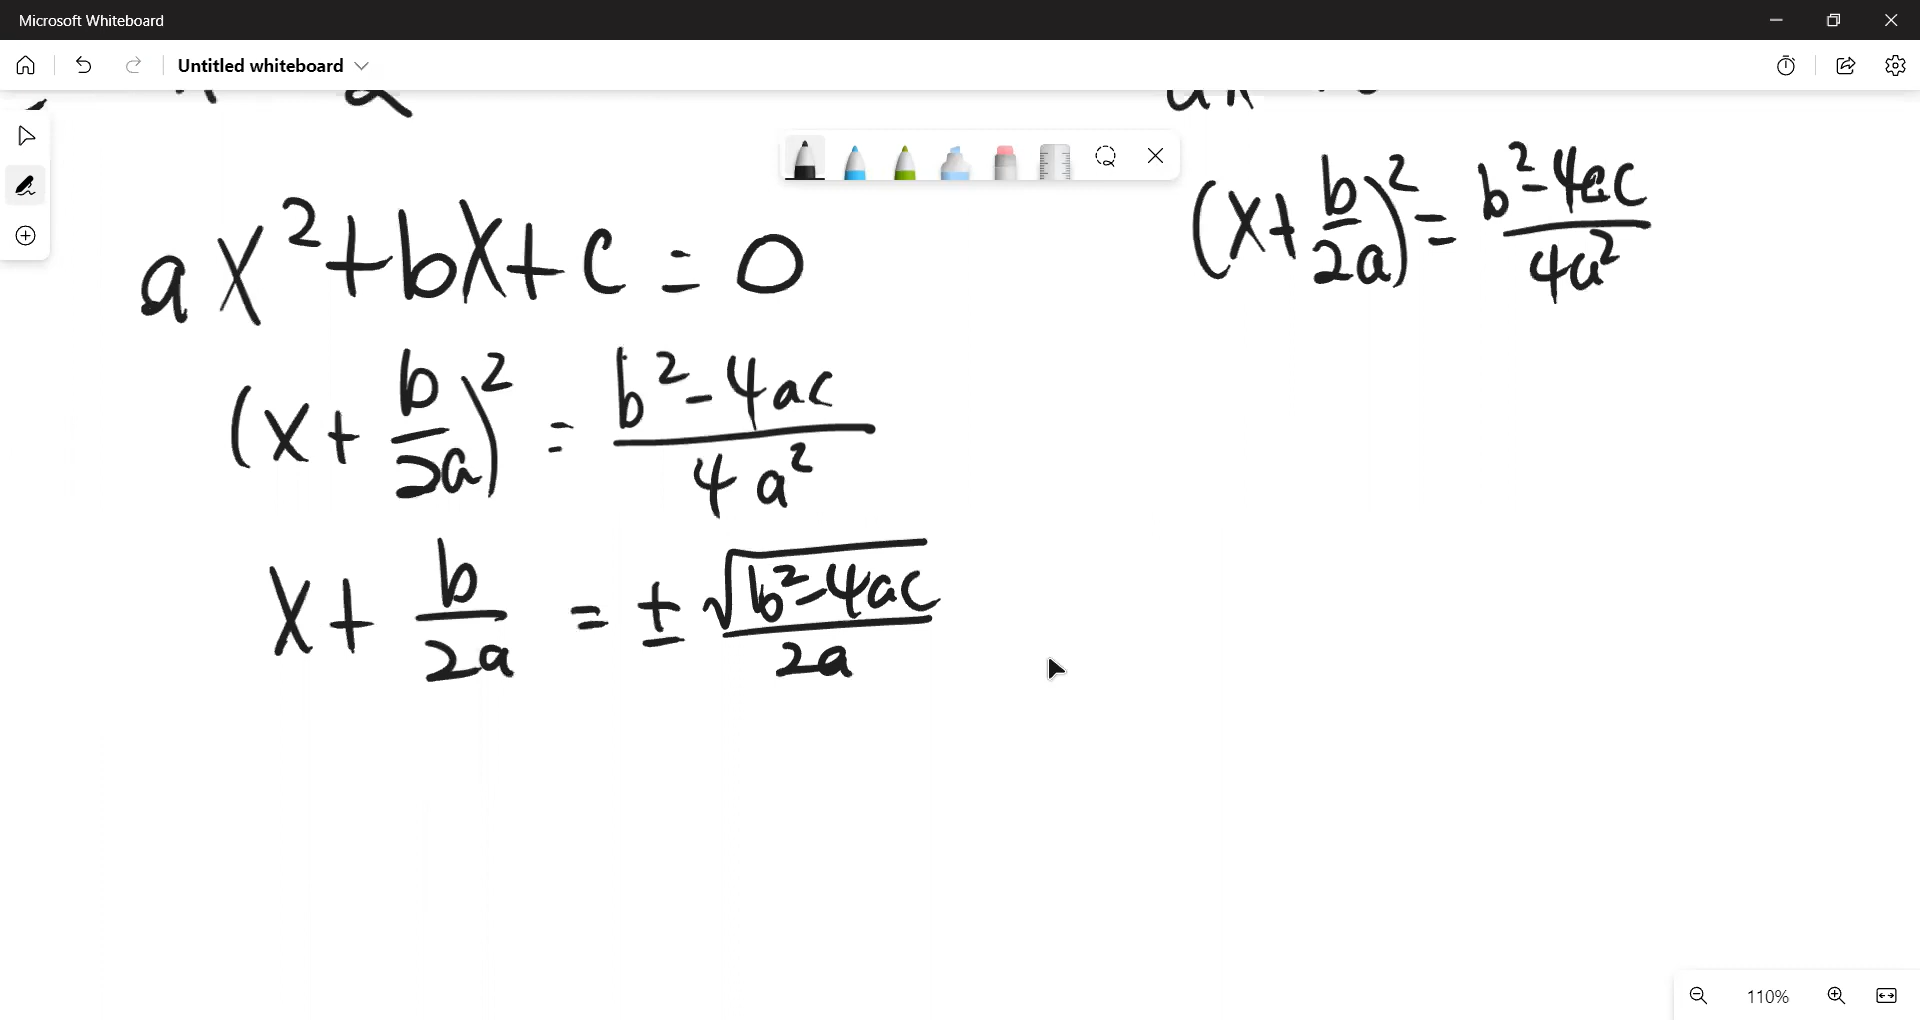 Microsoft Whiteboard
Untitled whiteboard
ax²+bx+c=0
(x+b/2a)²=(b²-4ac)/4a²
x+b/2a=±√(b²-4ac)/2a
(x+b/2a)²=(b²-4ac)/4a²
110%